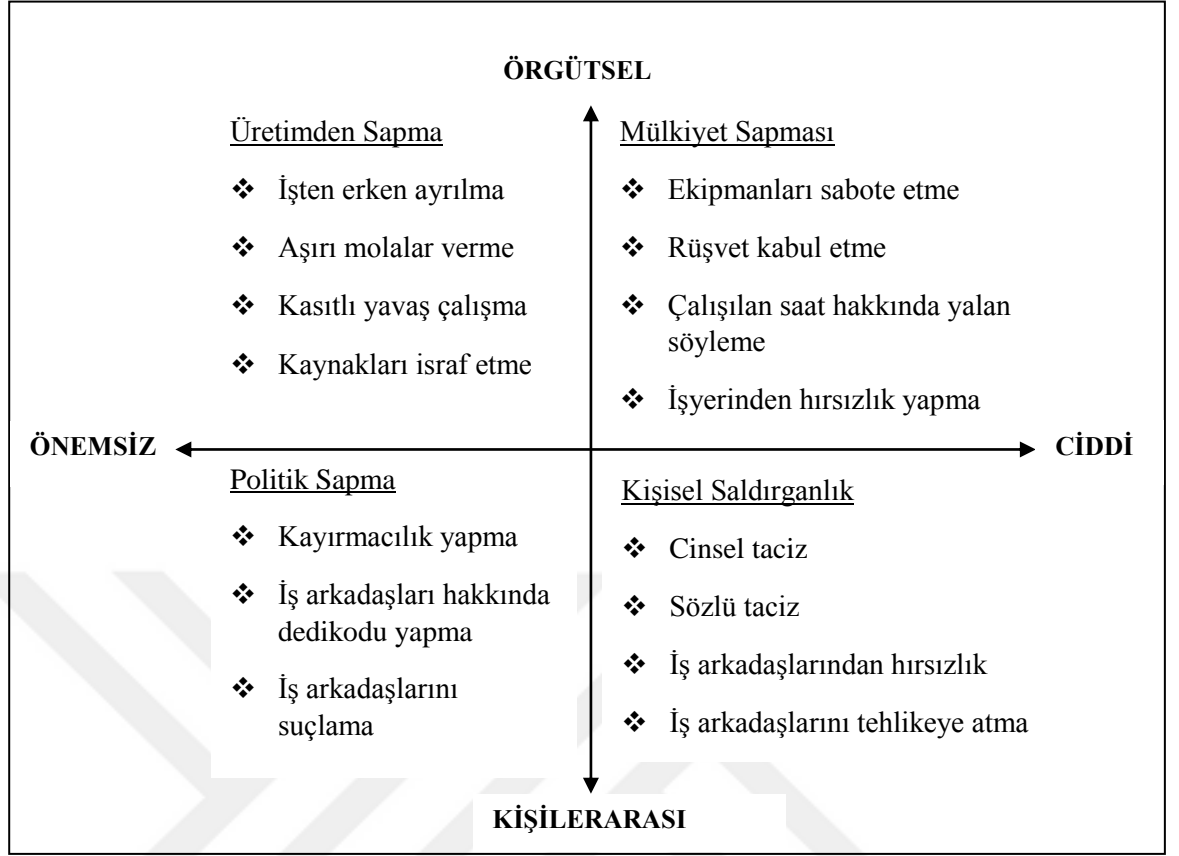 ÖRGÜTSEL
Üretimden Sapma
❖ İşten erken ayrılma
❖ Aşırı molalar verme
❖ Kasıtlı yavaş çalışma
❖ Kaynakları israf etme
Mülkiyet Sapması
❖ Ekipmanları sabote etme
❖ Rüşvet kabul etme
❖ Çalışılan saat hakkında yalan
söyleme
❖ İşyerinden hırsızlık yapma
ÖNEMSİZ
CİDDİ
Politik Sapma
❖ Kayırmacılık yapma
❖ İş arkadaşları hakkında
dedikodu yapma
❖ İş arkadaşlarını
suçlama
Kişisel Saldırganlık
❖ Cinsel taciz
❖ Sözlü taciz
❖ İş arkadaşlarından hırsızlık
❖ İş arkadaşlarını tehlikeye atma
KİŞİLERARASI